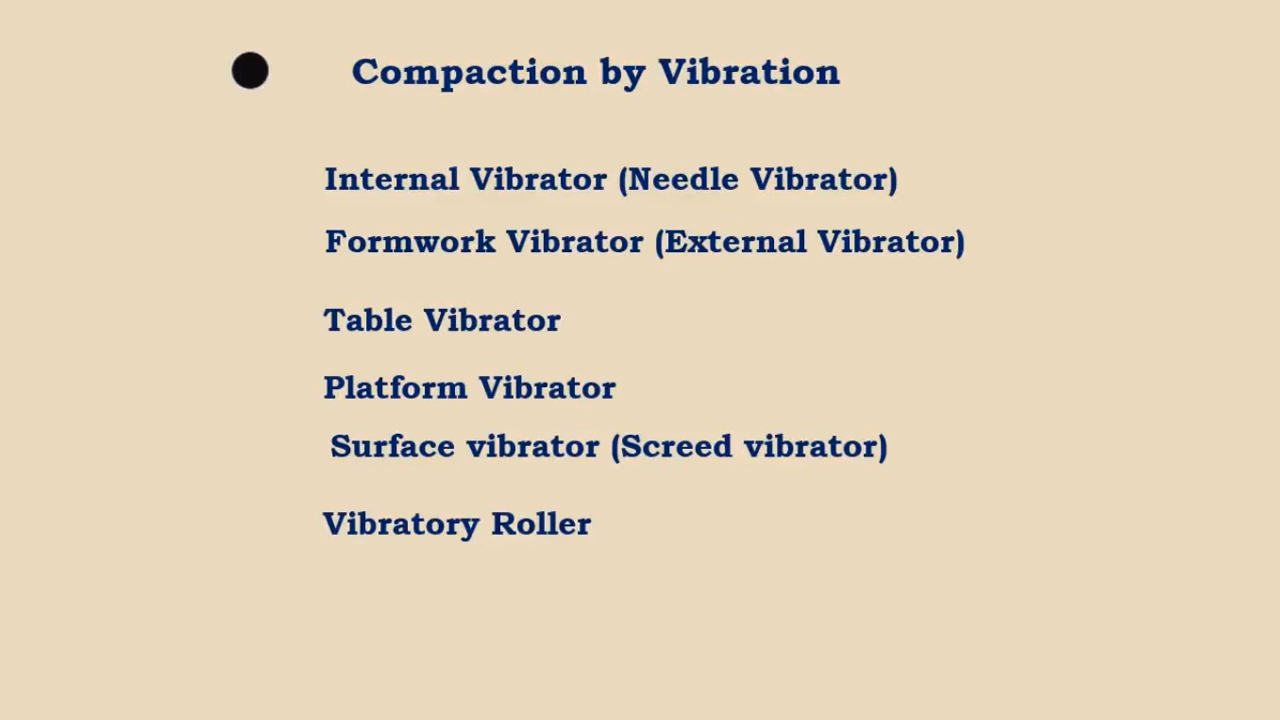 Compaction by Vibration
Internal Vibrator (Needle Vibrator)
Formwork Vibrator (External Vibrator)
Table Vibrator
Platform Vibrator
Surface vibrator (Screed vibrator)
Vibratory Roller